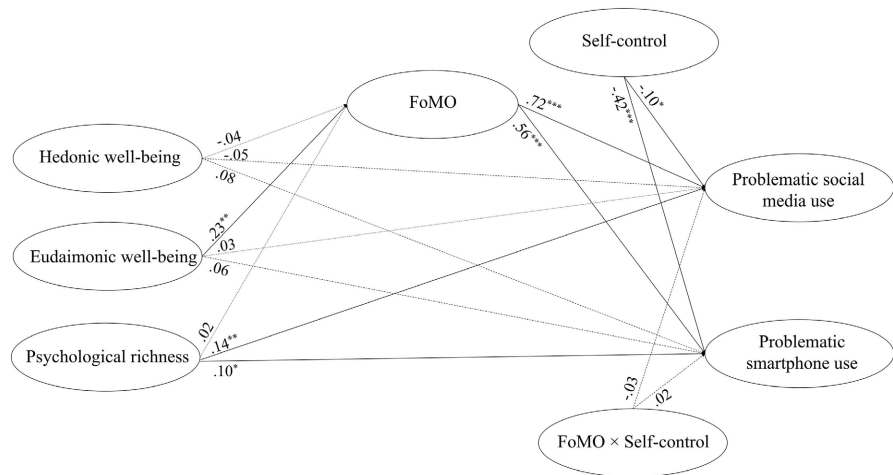 Self-control
FoMO
Hedonic well-being
Eudaimonic well-being
Psychological richness
Problematic social
media use
Problematic
smartphone use
FoMO × Self-control
-.04
-.05
.08
.23**
.03
.06
.02
.14**
.10*
.72***
.56***
-.42***
-.10*
-.03
.02